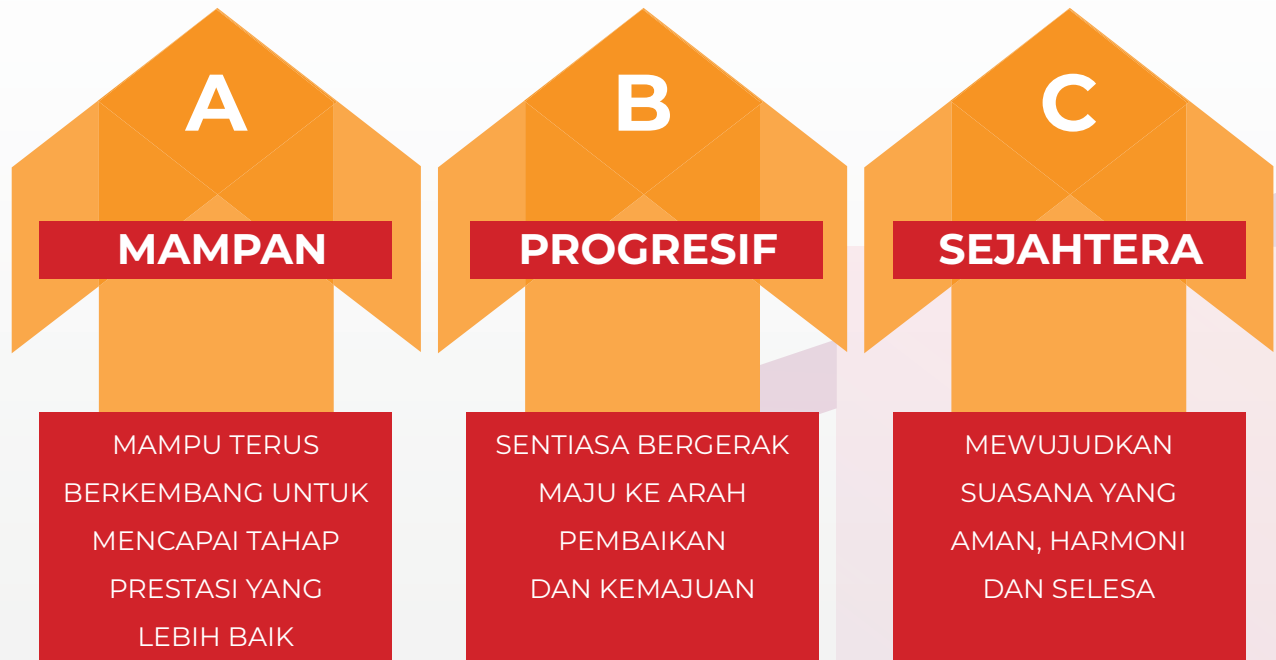 A
MAMPAN
MAMPU TERUS
BERKEMBANG UNTUK
MENCAPAI TAHAP
PRESTASI YANG
LEBIH BAIK
B
PROGRESIF
SENTIASA BERGERAK
MAJU KE ARAH
PEMBAIKAN
DAN KEMAJUAN
C
SEJAHTERA
MEWUJUDKAN
SUASANA YANG
AMAN, HARMONI
DAN SELESA